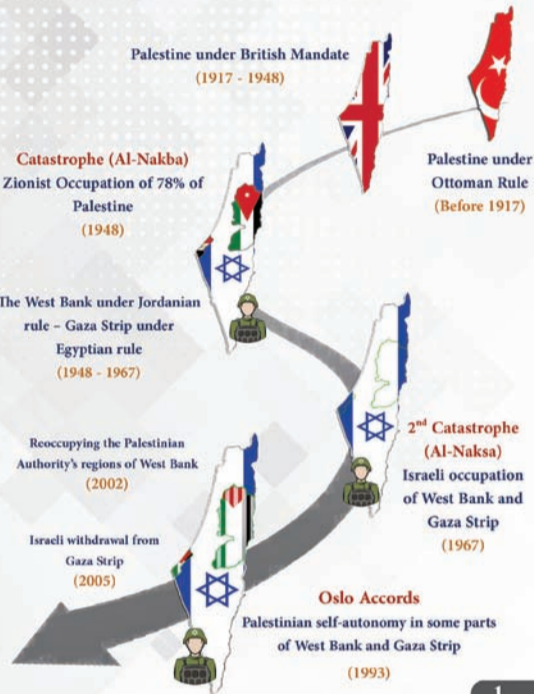 Palestine under British Mandate
(1917 - 1948)
Palestine under
Ottoman Rule
(Before 1917)
Catastrophe (Al-Nakba)
Zionist Occupation of 78% of
Palestine
(1948)
The West Bank under Jordanian
rule – Gaza Strip under
Egyptian rule
(1948 - 1967)
2nd Catastrophe
(Al-Naksa)
Israeli occupation
of West Bank and
Gaza Strip
(1967)
Reoccupying the Palestinian
Authority's regions of West Bank
(2002)
Israeli withdrawal from
Gaza Strip
(2005)
Oslo Accords
Palestinian self-autonomy in some parts
of West Bank and Gaza Strip
(1993)